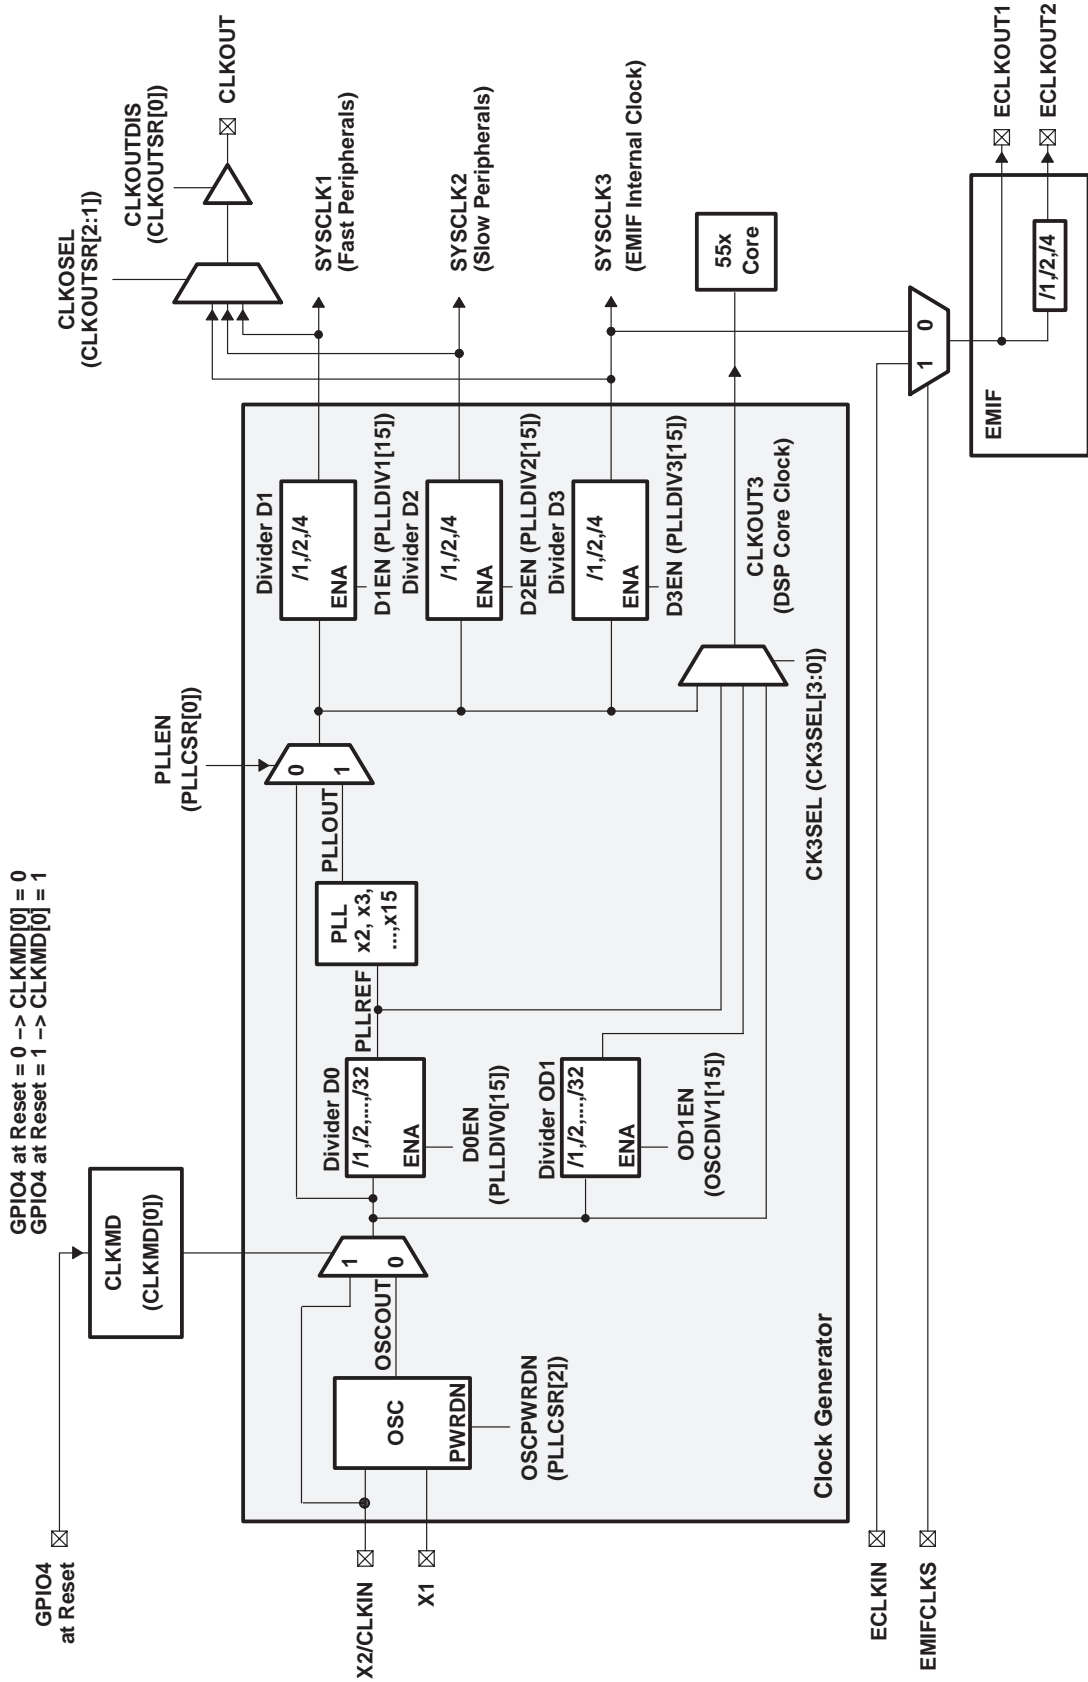 GPIO4 at Reset = 0 –> CLKMD[0] = 0
GPIO4 at Reset = 1 –> CLKMD[0] = 1
GPIO4
at Reset
CLKMD
(CLKMD[0])
PLLEN
(PLLCSR[0])
CLKOSEL
(CLKOUTSR[2:1])
CLKOUTDIS
(CLKOUTSR[0])
CLKOUT
X2/CLKIN
X1
OSC
PWRDN
OSCPWRDN
(PLLCSR[2])
OSCOUT
1
0
Divider D0
/1,/2,...,/32
ENA
D0EN
(PLLDIV0[15])
PLLREF
PLL
x2, x3,
...,x15
PLLOUT
0
1
Divider OD1
/1,/2,...,/32
ENA
OD1EN
(OSCDIV1[15])
Divider D1
/1,/2,/4
ENA
D1EN (PLLDIV1[15])
Divider D2
/1,/2,/4
ENA
D2EN (PLLDIV2[15])
Divider D3
/1,/2,/4
ENA
D3EN (PLLDIV3[15])
SYSCLK1
(Fast Peripherals)
SYSCLK2
(Slow Peripherals)
SYSCLK3
(EMIF Internal Clock)
CLKOUT3
(DSP Core Clock)
55x
Core
CK3SEL (CK3SEL[3:0])
Clock Generator
ECLKIN
EMIFCLKS
1
0
EMIF
/1,/2,/4
ECLKOUT1
ECLKOUT2